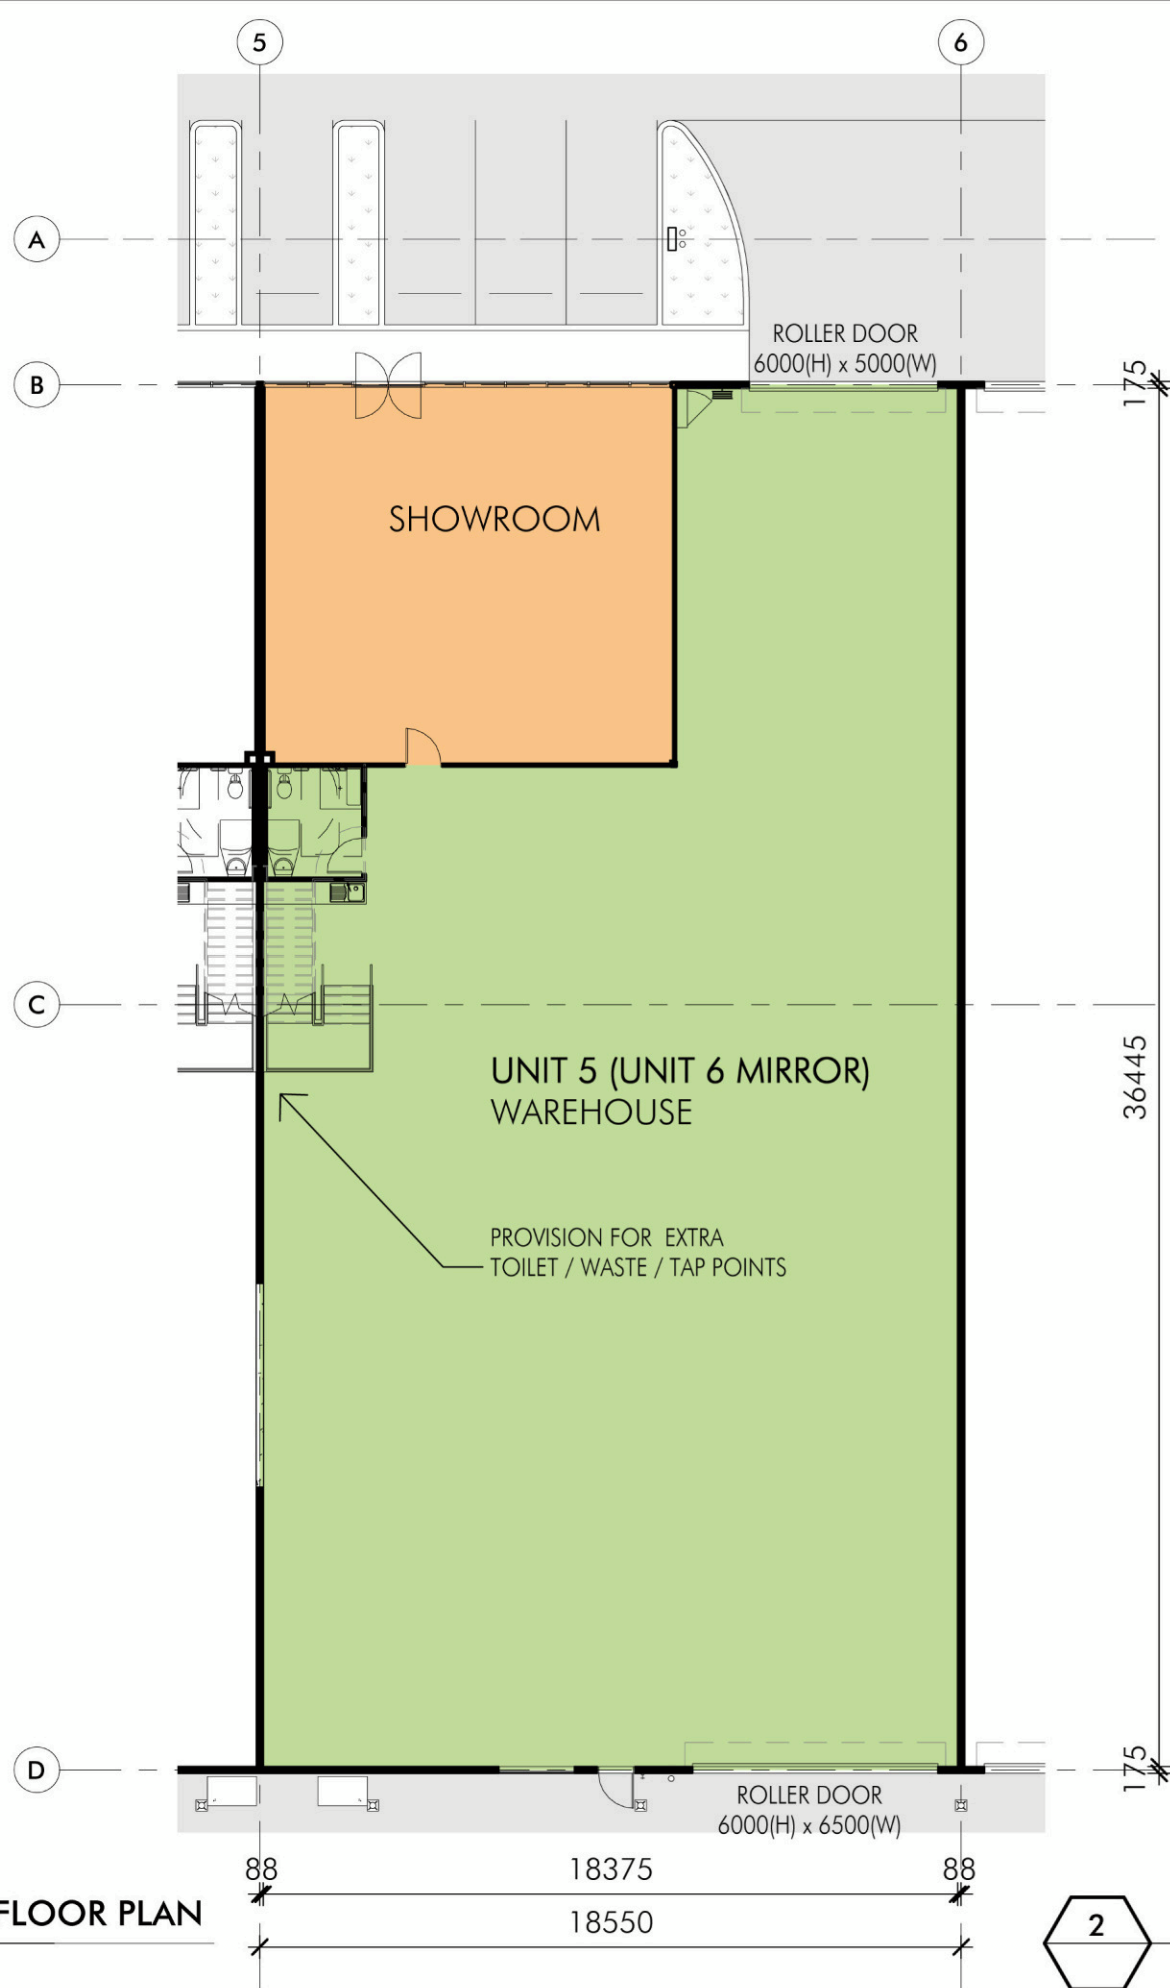 5
6
A
ROLLER DOOR
6000(H) x 5000(W)
B
175
SHOWROOM
C
36445
UNIT 5 (UNIT 6 MIRROR)
WAREHOUSE
PROVISION FOR EXTRA
TOILET / WASTE / TAP POINTS
D
175
ROLLER DOOR
6000(H) x 6500(W)
88
18375
88
FLOOR PLAN
18550
2